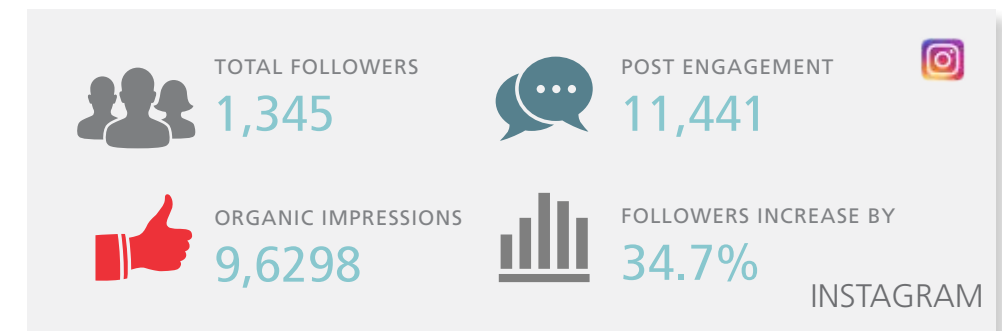 TOTAL FOLLOWERS
1,345
POST ENGAGEMENT
11,441
ORGANIC IMPRESSIONS
9,6298
FOLLOWERS INCREASE BY
34.7%
INSTAGRAM